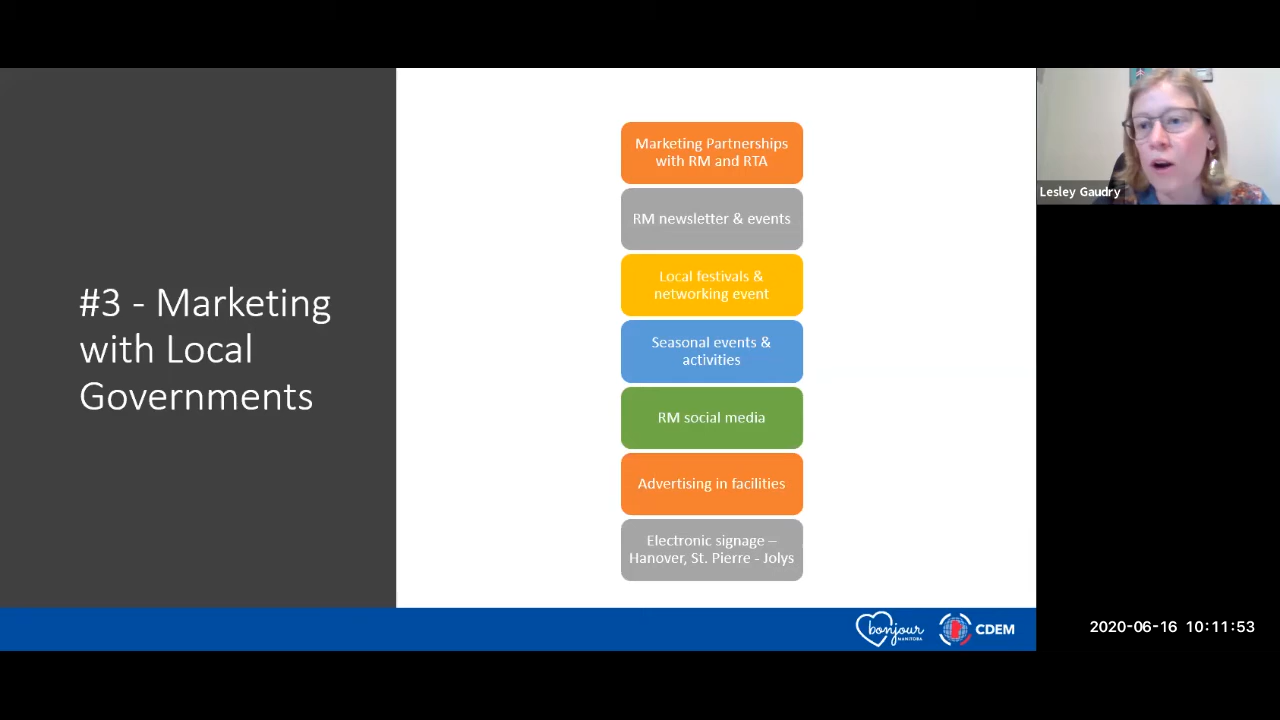 #3 - Marketing
with Local
Governments
Marketing Partnerships
with RM and RTA
RM newsletter & events
Local festivals &
networking event
Seasonal events &
activities
RM social media
Advertising in facilities
Electronic signage –
Hanover, St. Pierre - Jolys
Lesley Gaudry
bonjour
MANITOBA
CDEM
2020-06-16 10:11:53